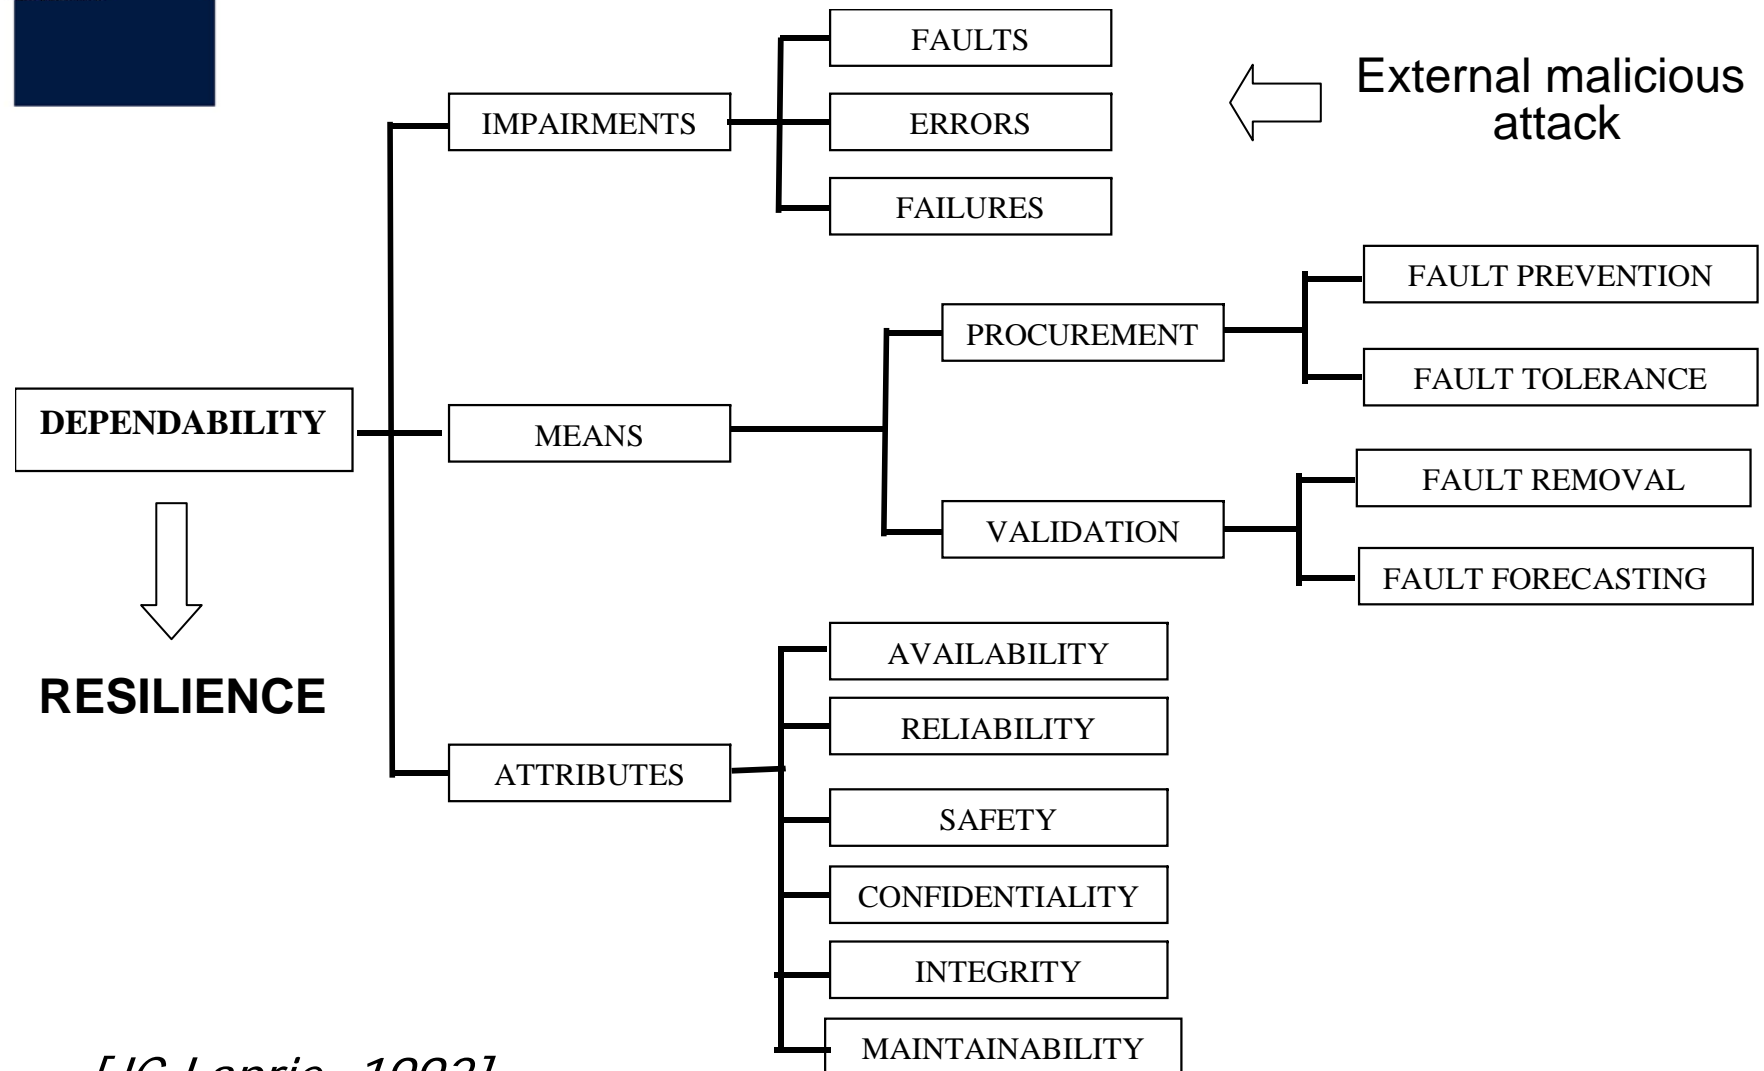 FAULTS
External malicious
attack
IMPAIRMENTS
ERRORS
FAILURES
FAULT PREVENTION
PROCUREMENT
FAULT TOLERANCE
DEPENDABILITY
MEANS
FAULT REMOVAL
VALIDATION
FAULT FORECASTING
AVAILABILITY
RESILIENCE
RELIABILITY
ATTRIBUTES
SAFETY
CONFIDENTIALITY
INTEGRITY
MAINTAINABILITY